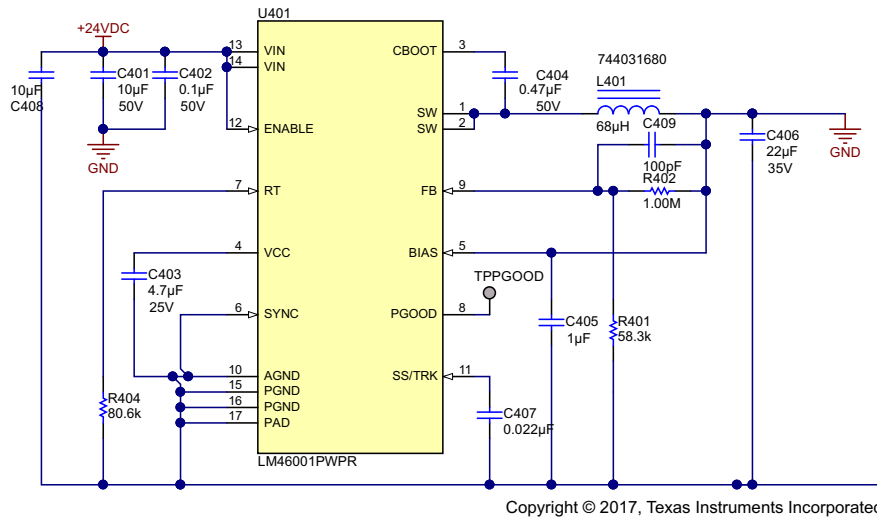 U401
+24VDC
10µF
C408
C401
10µF
50V
C402
0.1µF
50V
GND
13
14
12
7
4
6
10
15
16
17
VIN
VIN
ENABLE
RT
VCC
SYNC
AGND
PGND
PGND
PAD
CBOOT
SW
SW
FB
BIAS
PGOOD
SS/TRK
3
1
2
9
5
8
11
LM46001PWPR
C403
4.7µF
25V
R404
80.6k
C404
0.47µF
50V
744031680
L401
68µH
C409
100pF
R402
1.00M
C406
22µF
35V
GND
TPPGOOD
C405
1µF
R401
58.3k
C407
0.022µF
Copyright © 2017, Texas Instruments Incorporated